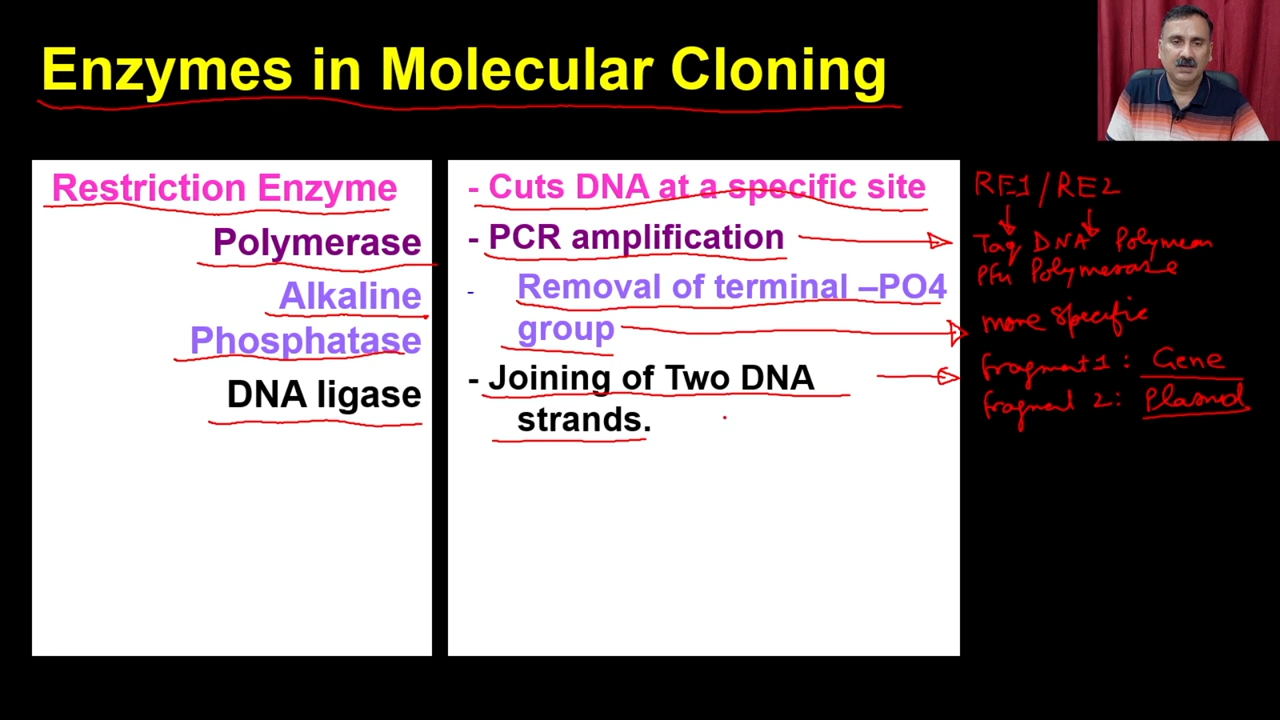 Enzymes in Molecular Cloning
Restriction Enzyme
Polymerase
Alkaline
Phosphatase
DNA ligase
- Cuts DNA at a specific site
- PCR amplification
- Removal of terminal –PO4
group
- Joining of Two DNA
strands.
RE1/RE2
Taq DNA
Pfu Polymerase
more specific
fragment 1: Gene
fragment 2: Plasmid